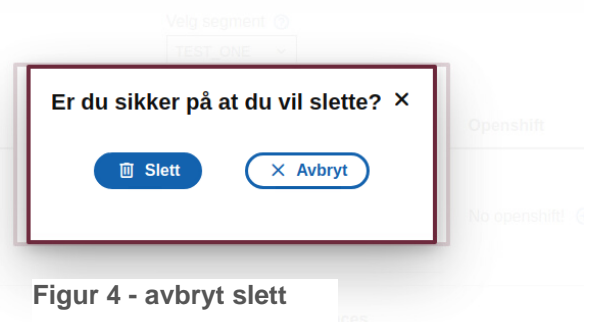 Velg segment
TEST_ONE
Er du sikker på at du vil slette?
Openshift
Slett
Avbryt
No openshift!
Figur 4 - avbryt slett